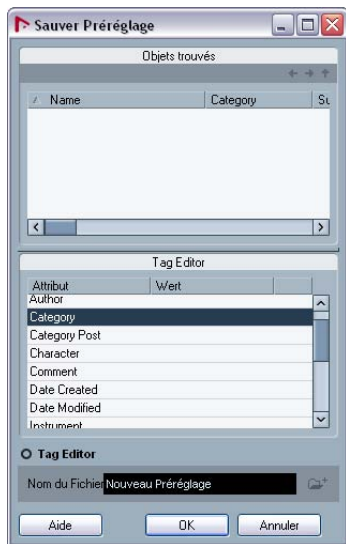 Sauver Préréglage
Objets trouvés
Name Category Su
Tag Editor
Attribut Wert
Author
Category
Category Post
Character
Comment
Date Created
Date Modified
Instrument
Tag Editor
Nom du Fichier Nouveau Préréglage
Aide OK Annuler